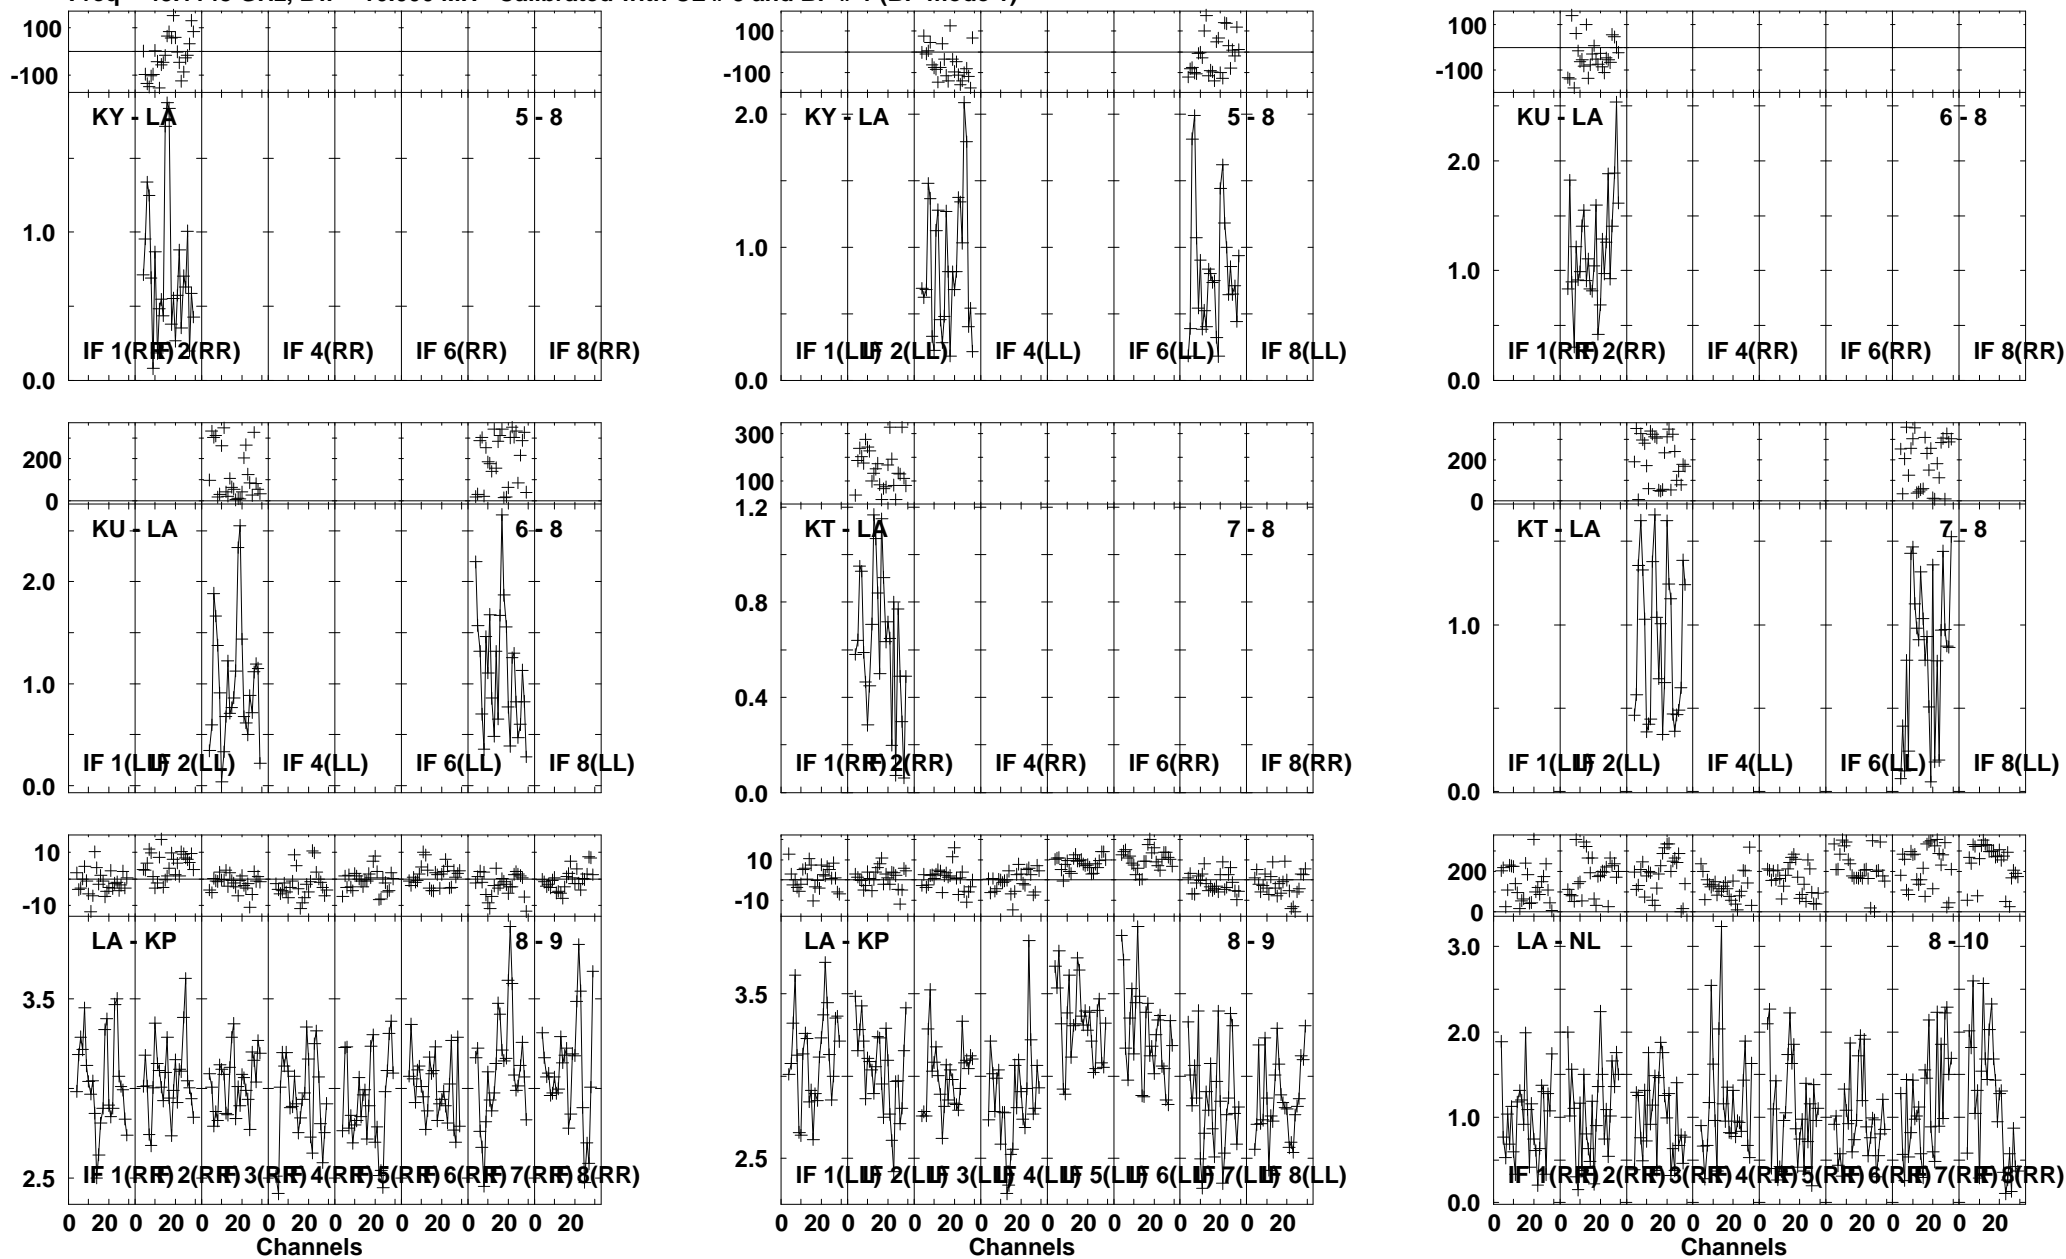 100
-100
KY - LA 5 - 8
1.0
IF 1(RR) IF 2(RR) IF 4(RR) IF 6(RR) IF 8(RR)
0.0
100
-100
2.0
KY - LA 5 - 8
1.0
IF 1(LL) IF 2(LL) IF 4(LL) IF 6(LL) IF 8(LL)
0.0
100
-100
KU - LA 6 - 8
2.0
1.0
IF 1(RR) IF 2(RR) IF 4(RR) IF 6(RR) IF 8(RR)
0.0
200
0
KU - LA 6 - 8
2.0
1.0
IF 1(LL) IF 2(LL) IF 4(LL) IF 6(LL) IF 8(LL)
0.0
300
100
1.2
KT - LA 7 - 8
0.8
0.4
IF 1(RR) IF 2(RR) IF 4(RR) IF 6(RR) IF 8(RR)
0.0
200
0
KT - LA 7 - 8
1.0
IF 1(LL) IF 2(LL) IF 4(LL) IF 6(LL) IF 8(LL)
0.0
10
-10
LA - KP 8 - 9
3.5
2.5
IF 1(RR) IF 2(RR) IF 3(RR) IF 4(RR) IF 5(RR) IF 6(RR) IF 7(RR) IF 8(RR)
0 20 0 20 0 20 0 20 0 20 0 20 0 20 0 20
Channels
10
-10
LA - KP 8 - 9
3.5
2.5
IF 1(LL) IF 2(LL) IF 3(LL) IF 4(LL) IF 5(LL) IF 6(LL) IF 7(LL) IF 8(LL)
0 20 0 20 0 20 0 20 0 20 0 20 0 20 0 20
Channels
200
0
LA - NL 8 - 10
3.0
2.0
1.0
IF 1(RR) IF 2(RR) IF 3(RR) IF 4(RR) IF 5(RR) IF 6(RR) IF 7(RR) IF 8(RR)
0.0
0 20 0 20 0 20 0 20 0 20 0 20 0 20 0 20
Channels